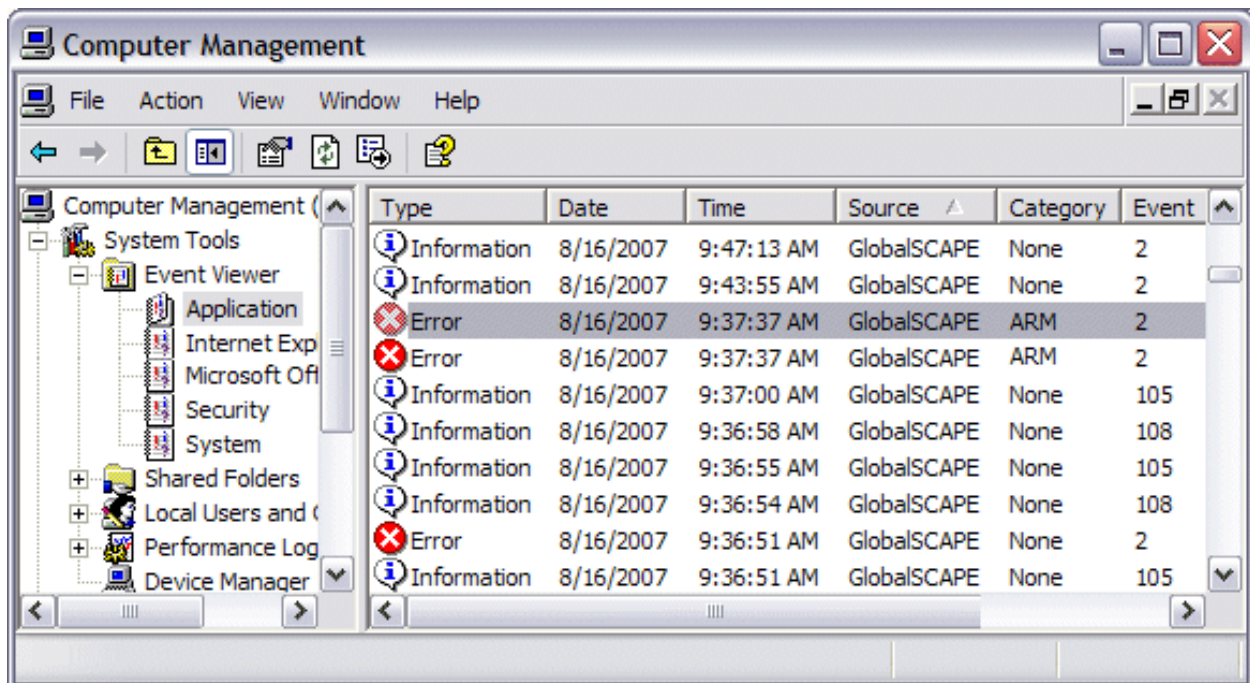 Computer Management
File Action View Window Help
Computer Management (
System Tools
Event Viewer
Application
Internet Exp
Microsoft Off
Security
System
Shared Folders
Local Users and
Performance Log
Device Manager
Type Date Time Source Category Event
Information 8/16/2007 9:47:13 AM GlobalSCAPE None 2
Information 8/16/2007 9:43:55 AM GlobalSCAPE None 2
Error 8/16/2007 9:37:37 AM GlobalSCAPE ARM 2
Error 8/16/2007 9:37:37 AM GlobalSCAPE ARM 2
Information 8/16/2007 9:37:00 AM GlobalSCAPE None 105
Information 8/16/2007 9:36:58 AM GlobalSCAPE None 108
Information 8/16/2007 9:36:55 AM GlobalSCAPE None 105
Information 8/16/2007 9:36:54 AM GlobalSCAPE None 108
Error 8/16/2007 9:36:51 AM GlobalSCAPE None 2
Information 8/16/2007 9:36:51 AM GlobalSCAPE None 105